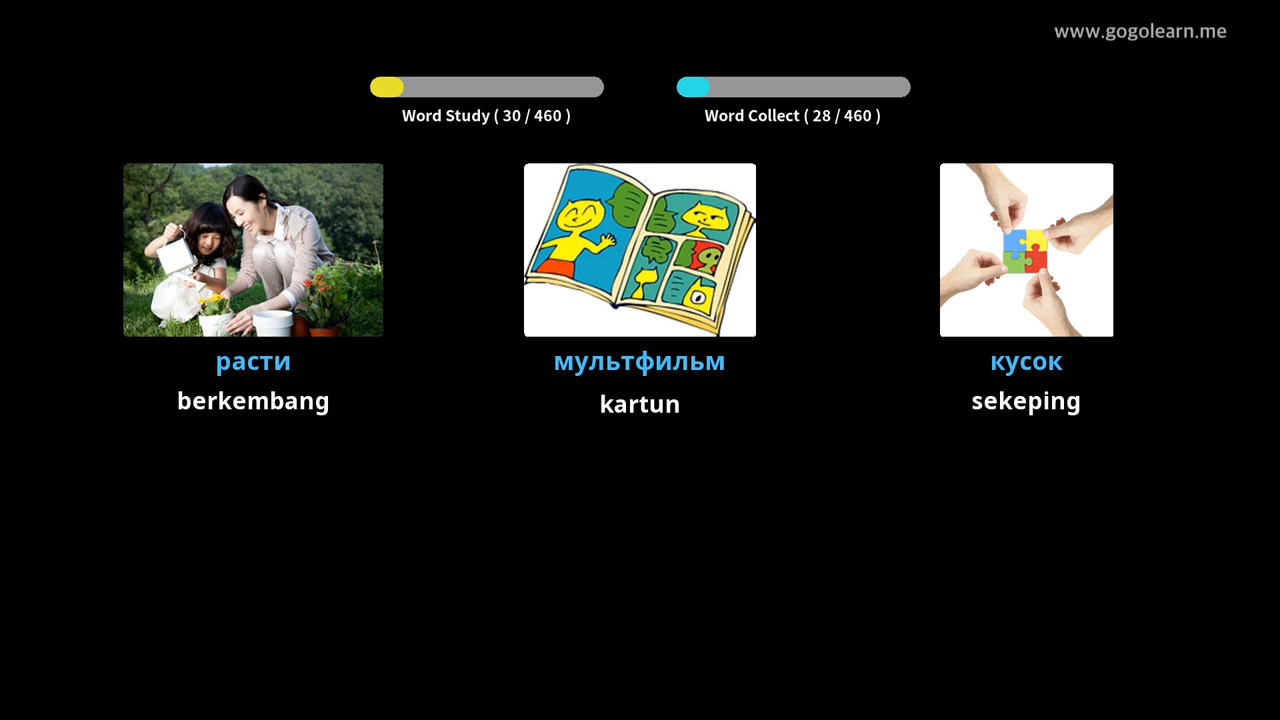 www.gogolearn.me
Word Study ( 30 / 460 )
Word Collect ( 28 / 460 )
расти
berkembang
мультфильм
kartun
кусок
sekeping